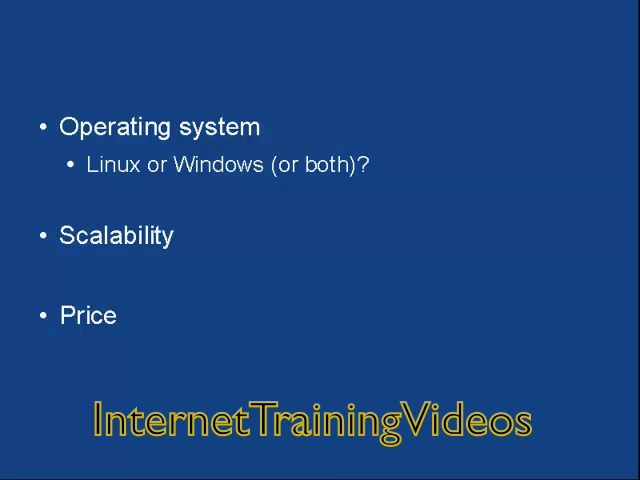 • Operating system
• Linux or Windows (or both)?
• Scalability
• Price
InternetTrainingVideos